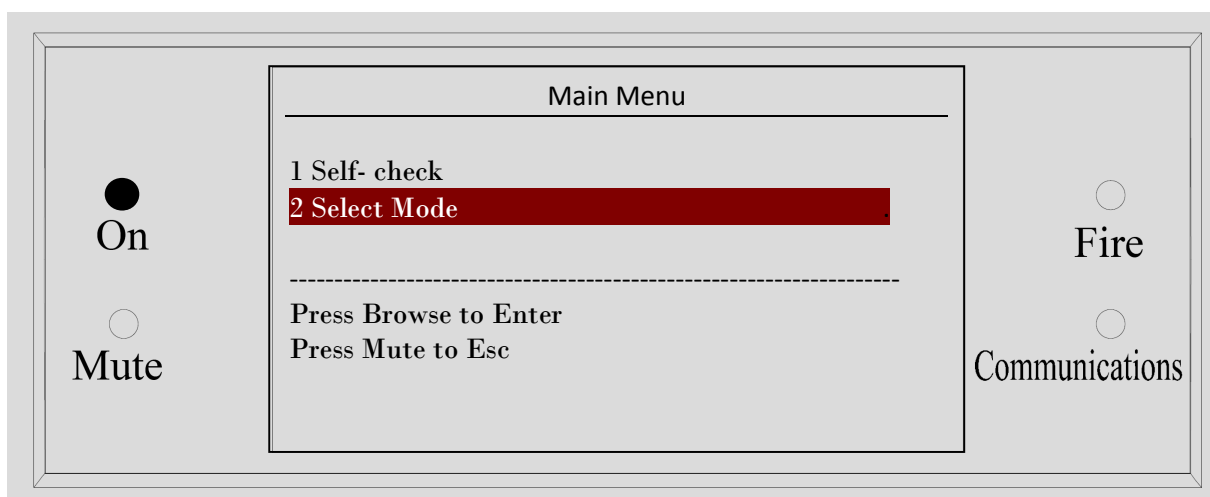 Main Menu
1 Self- check
2 Select Mode .
On
Fire
-------------------------------------------------------------------
Press Browse to Enter
Press Mute to Esc
Mute
Communications